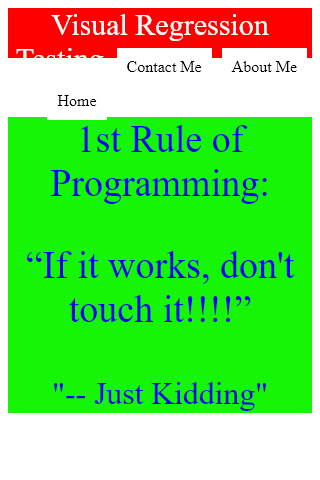 Visual Regression
Testing
Contact Me
About Me
Home
1st Rule of
Programming:
“If it works, don't
touch it!!!!”
"-- Just Kidding"